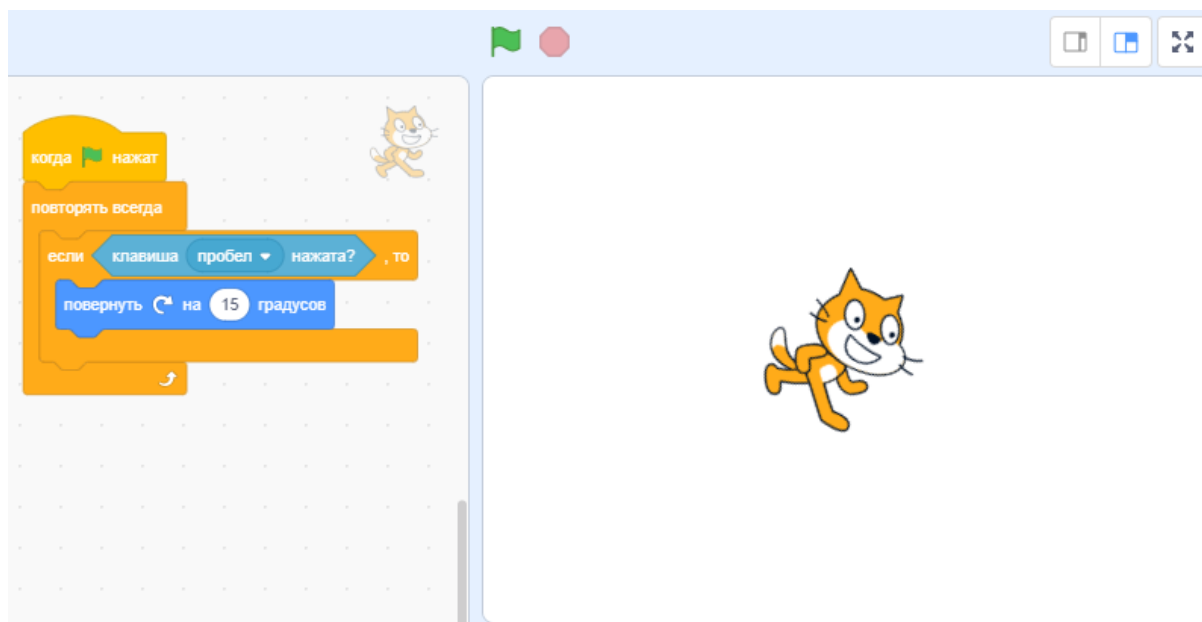 когда нажат
повторять всегда
если клавиша пробел нажата? , то
повернуть на 15 градусов